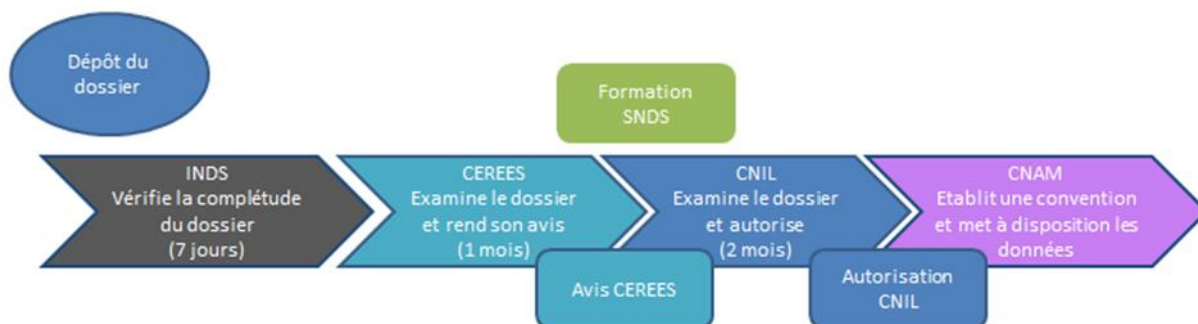 Dépôt du
dossier
Formation
SNDS
INDS
Vérifie la complétude
du dossier
(7 jours)
CEREES
Examine le dossier
et rend son avis
(1 mois)
CNIL
Examine le dossier
et autorise
(2 mois)
CNAM
Etablit une convention
et met à disposition les
données
Avis CEREES
Autorisation
CNIL